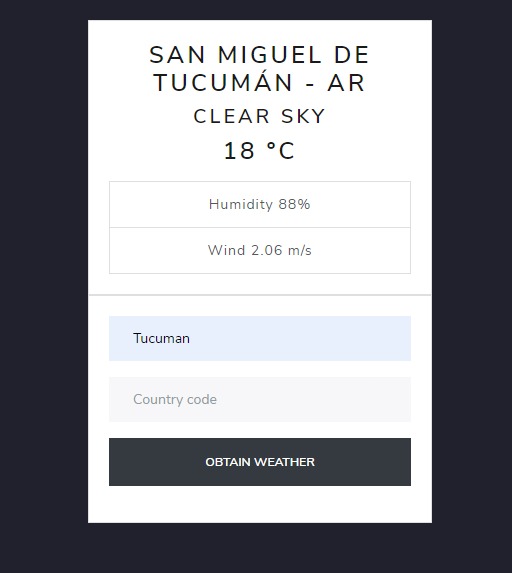 SAN MIGUEL DE
TUCUMÁN - AR
CLEAR SKY
18 °C
Humidity 88%
Wind 2.06 m/s
Tucuman
Country code
OBTAIN WEATHER